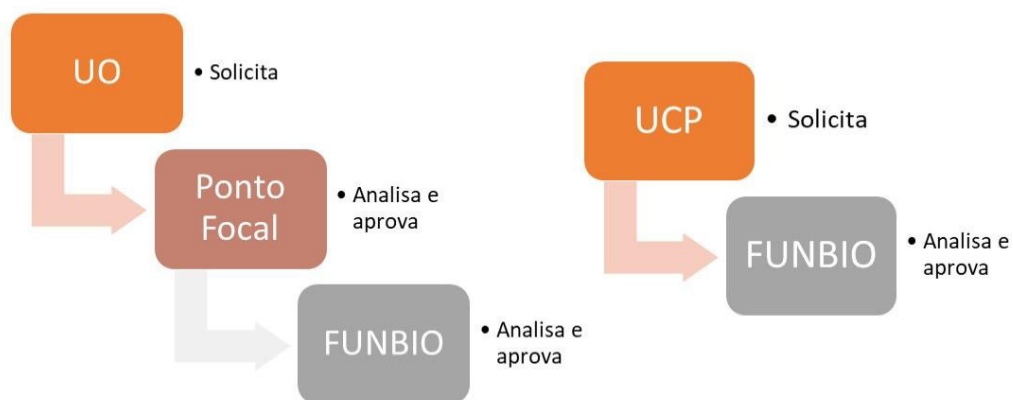 UO
• Solicita
Ponto
Focal
• Analisa e
aprova
FUNBIO
• Analisa e
aprova
UCP
• Solicita
FUNBIO
• Analisa e
aprova